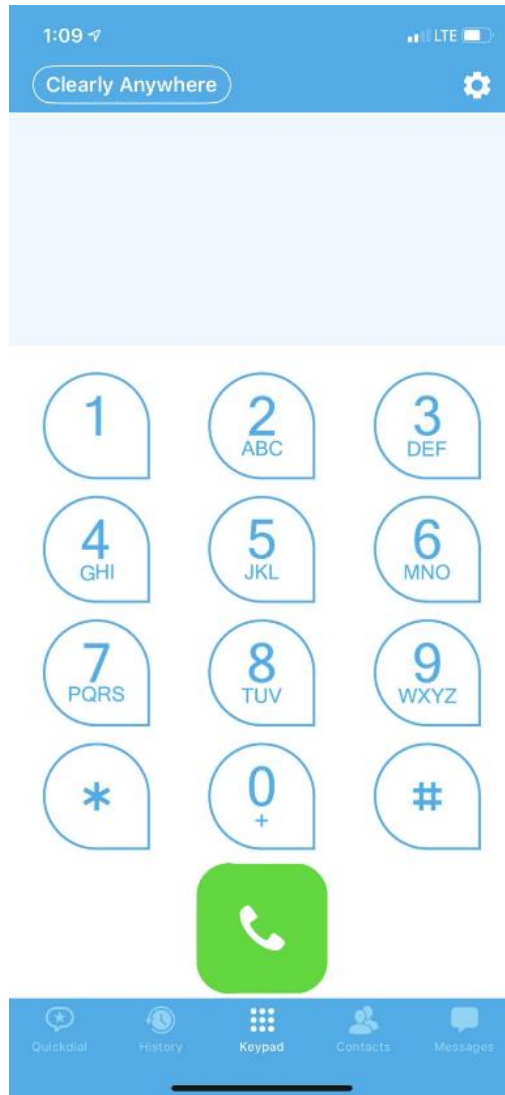 1:09 LTE
Clearly Anywhere
1 2 3
ABC DEF
4 5 6
GHI JKL MNO
7 8 9
PQRS TUV WXYZ
* 0 #
+
Quickdial History Keypad Contacts Messages